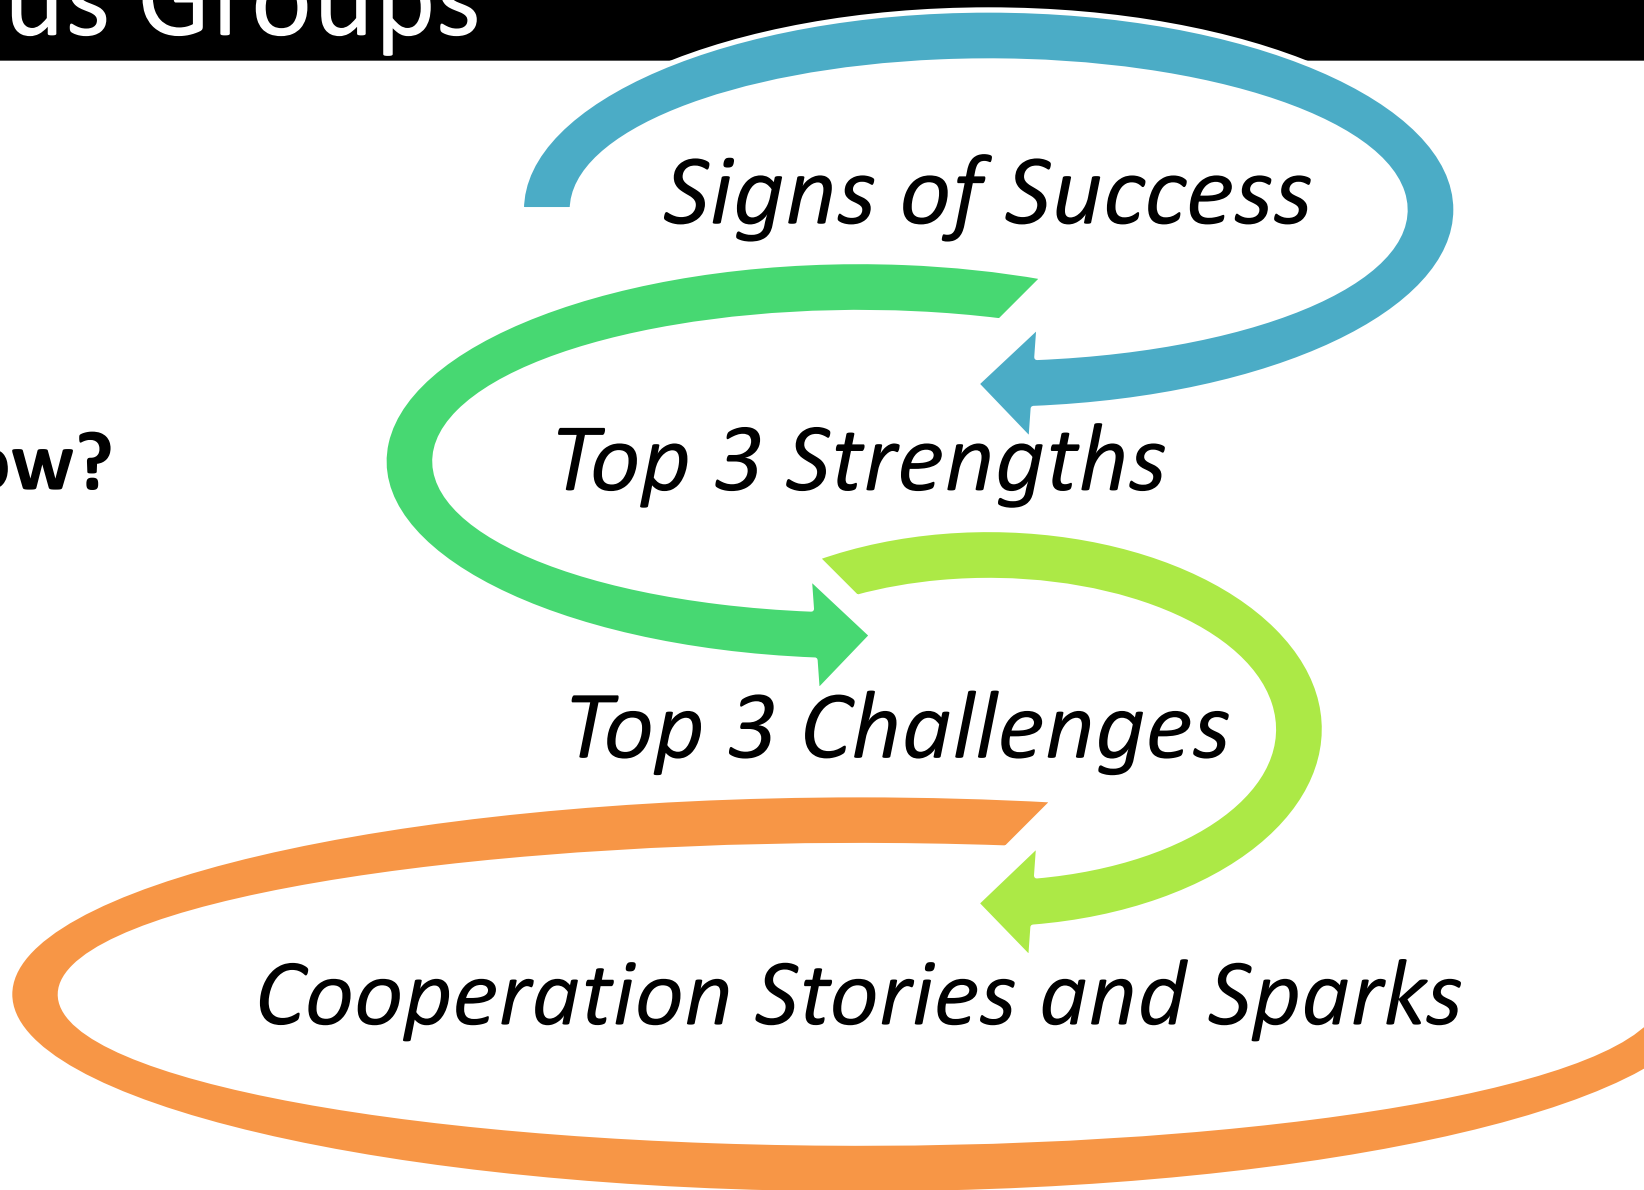 us Groups
Signs of Success
ow?
Top 3 Strengths
Top 3 Challenges
Cooperation Stories and Sparks